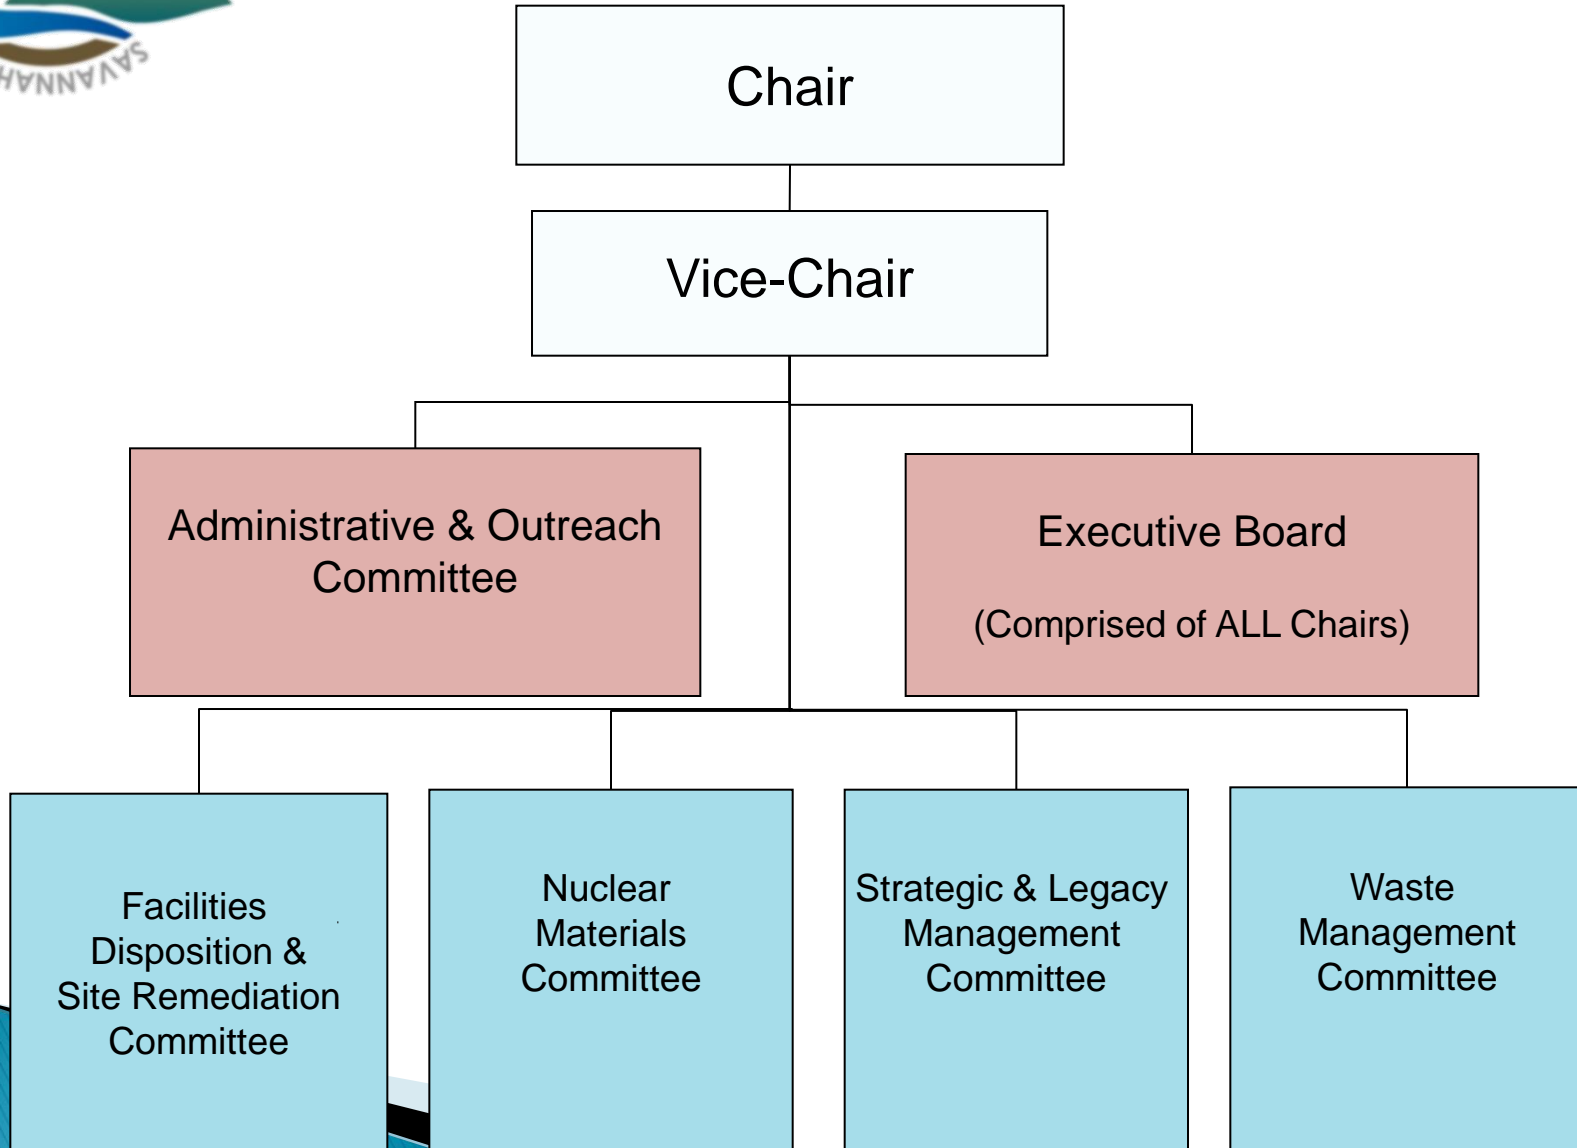 SAVANNAH
Chair
Vice-Chair
Administrative & Outreach
Committee
Executive Board
(Comprised of ALL Chairs)
Facilities
Disposition &
Site Remediation
Committee
Nuclear
Materials
Committee
Strategic & Legacy
Management
Committee
Waste
Management
Committee